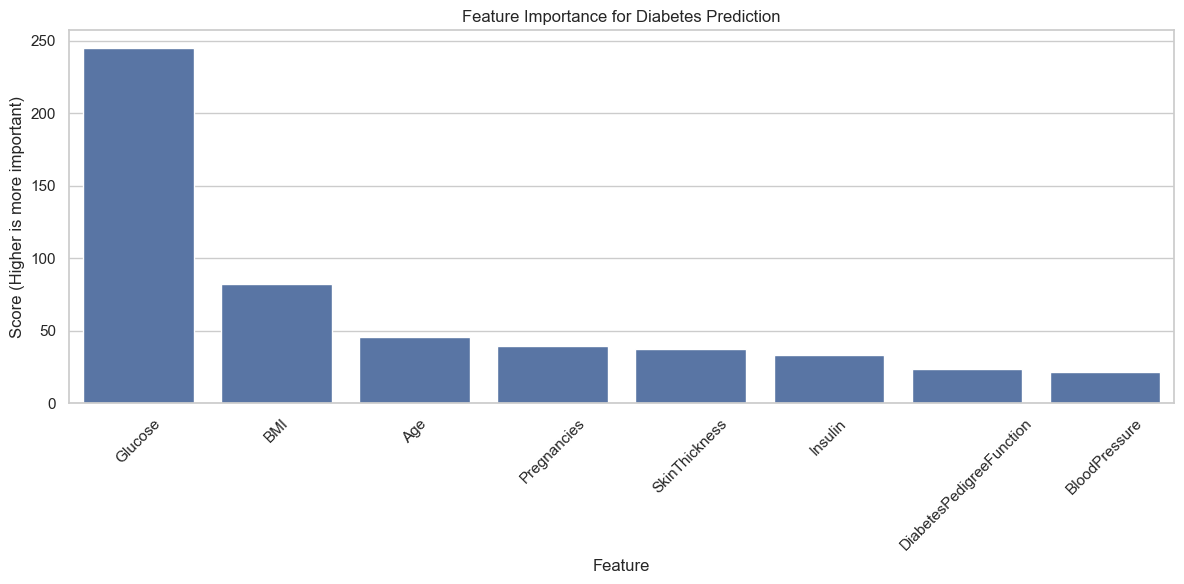 Feature Importance for Diabetes Prediction
Score (Higher is more important)
250
200
150
100
50
0
Glucose
BMI
Age
Pregnancies
SkinThickness
Insulin
DiabetesPedigreeFunction
BloodPressure
Feature